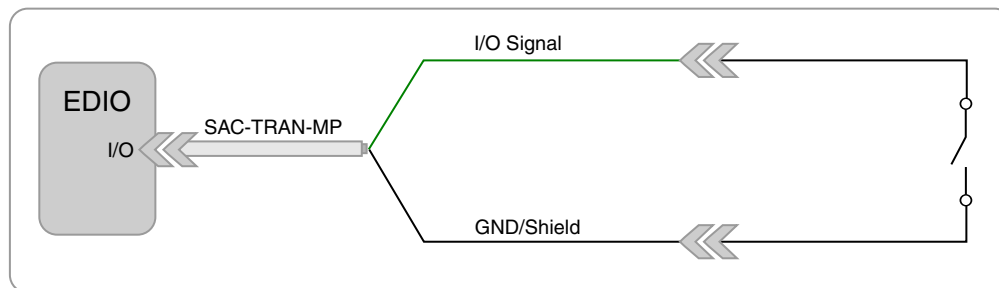 I/O Signal
EDIO
SAC-TRAN-MP
I/O
GND/Shield